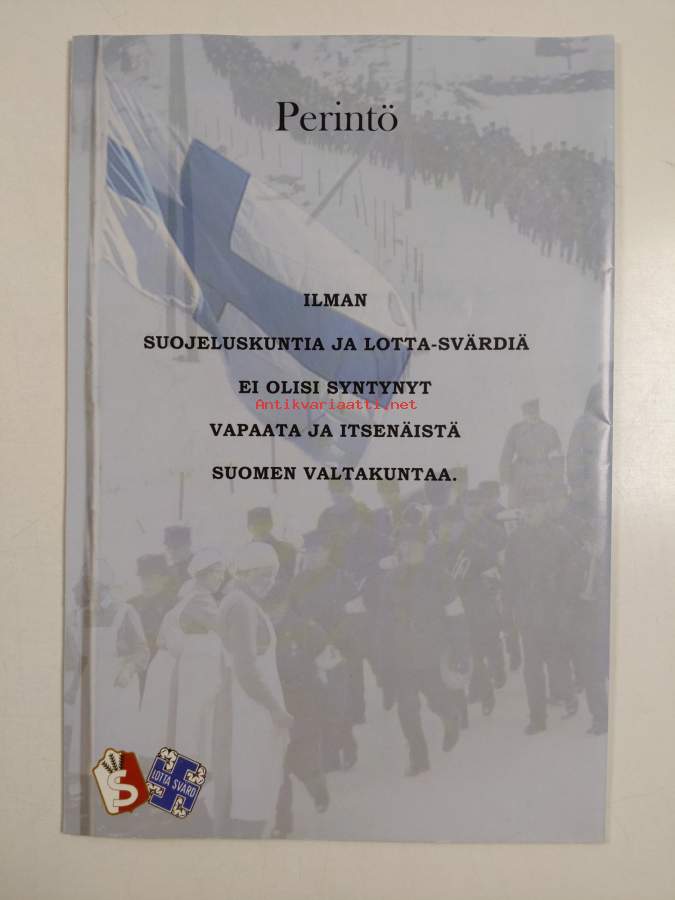 Perintö
ILMAN
SUOJELUSKUNTIA JA LOTTA-SVÄRDIÄ
EI OLISI SYNTYNYT
Antikvariaatti.net
VAPAATA JA ITSENÄISTÄ
SUOMEN VALTAKUNTAA.
S
LOTTA SVÄRD